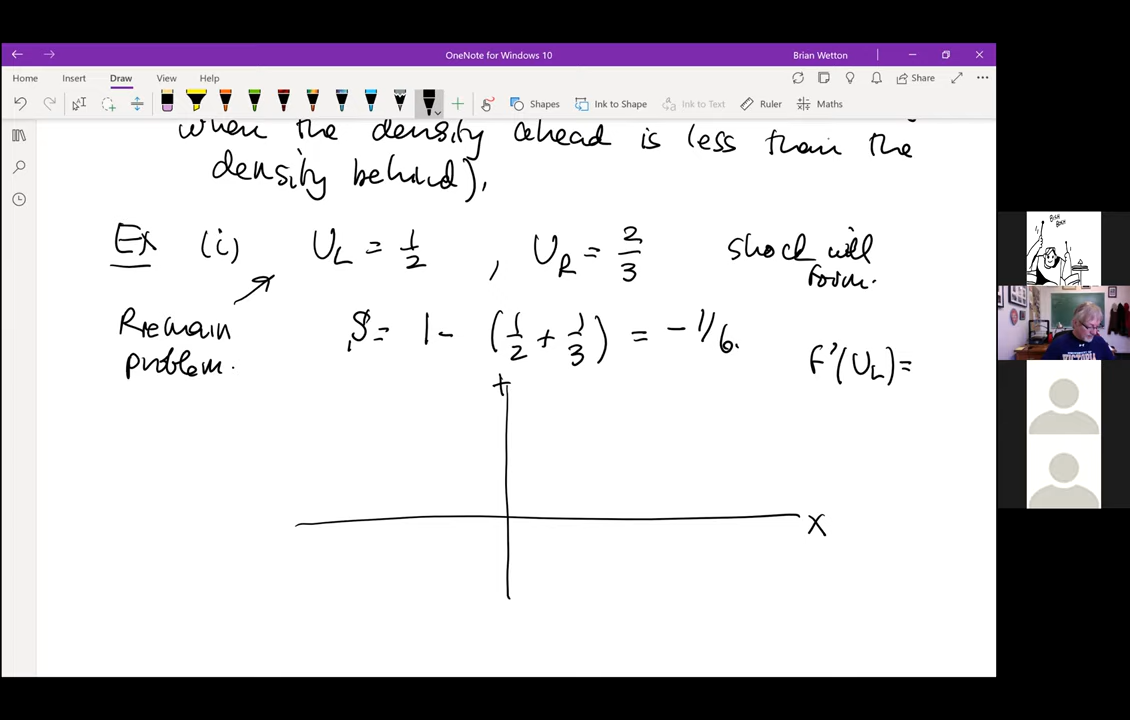 OneNote for Windows 10
Brian Wetton
Home Insert Draw View Help
Share
Shapes Ink to Shape Ink to Text Ruler Maths
when the density ahead is less than the
density behind),
Ex (i) U_L = 1/2 , U_R = 2/3 shock will
form.
Riemain
problem.
S = 1 - (1/2 + 2/3) = - 1/6.
f'(U_L) =
t
x